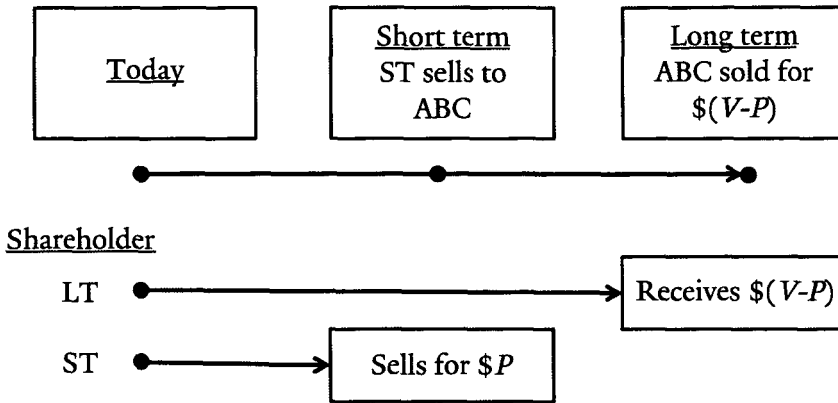 Today
Short term
ST sells to
ABC
Long term
ABC sold for
$(V-P)
Shareholder
LT
Receives $(V-P)
ST
Sells for $P